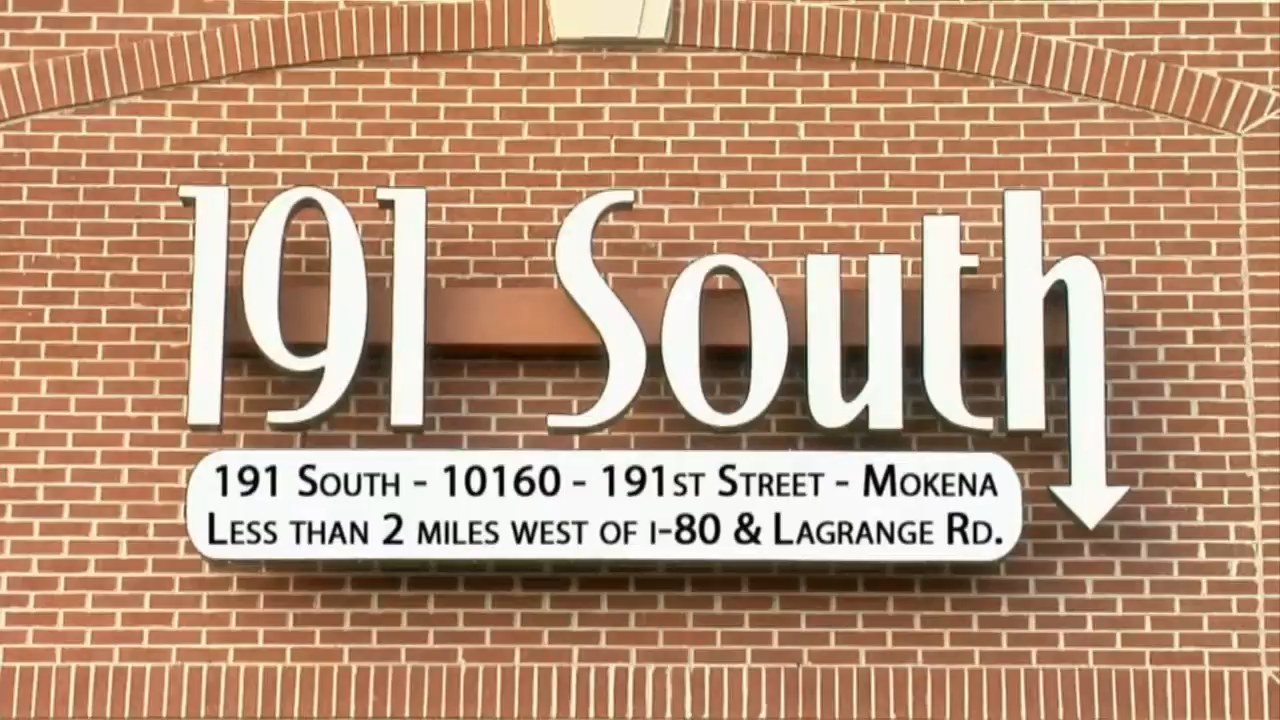 191 South
191 South - 10160 - 191st Street - Mokena
Less than 2 miles west of i-80 & Lagrange Rd.